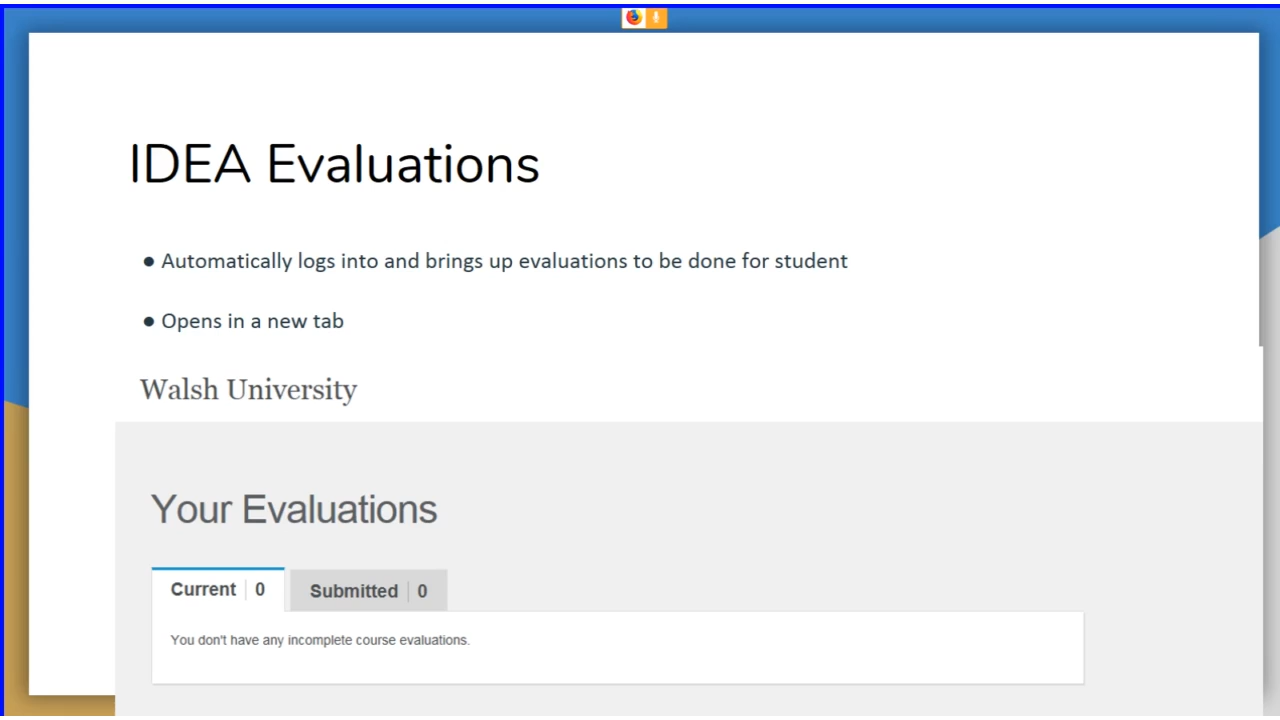 IDEA Evaluations
● Automatically logs into and brings up evaluations to be done for student
● Opens in a new tab
Walsh University
Your Evaluations
Current 0 Submitted 0
You don't have any incomplete course evaluations.